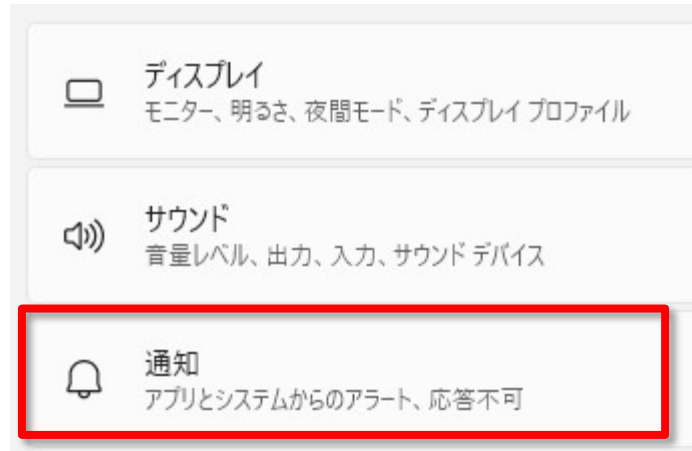 ディスプレイ
モニター、明るさ、夜間モード、ディスプレイ プロファイル
サウンド
音量レベル、出力、入力、サウンド デバイス
通知
アプリとシステムからのアラート、応答不可